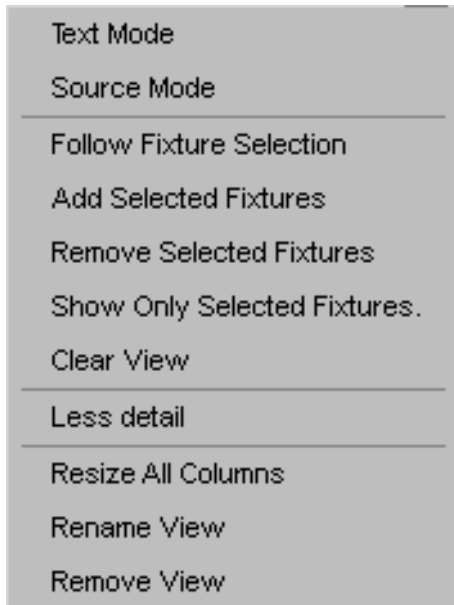 Text Mode
Source Mode
Follow Fixture Selection
Add Selected Fixtures
Remove Selected Fixtures
Show Only Selected Fixtures.
Clear View
Less detail
Resize All Columns
Rename View
Remove View